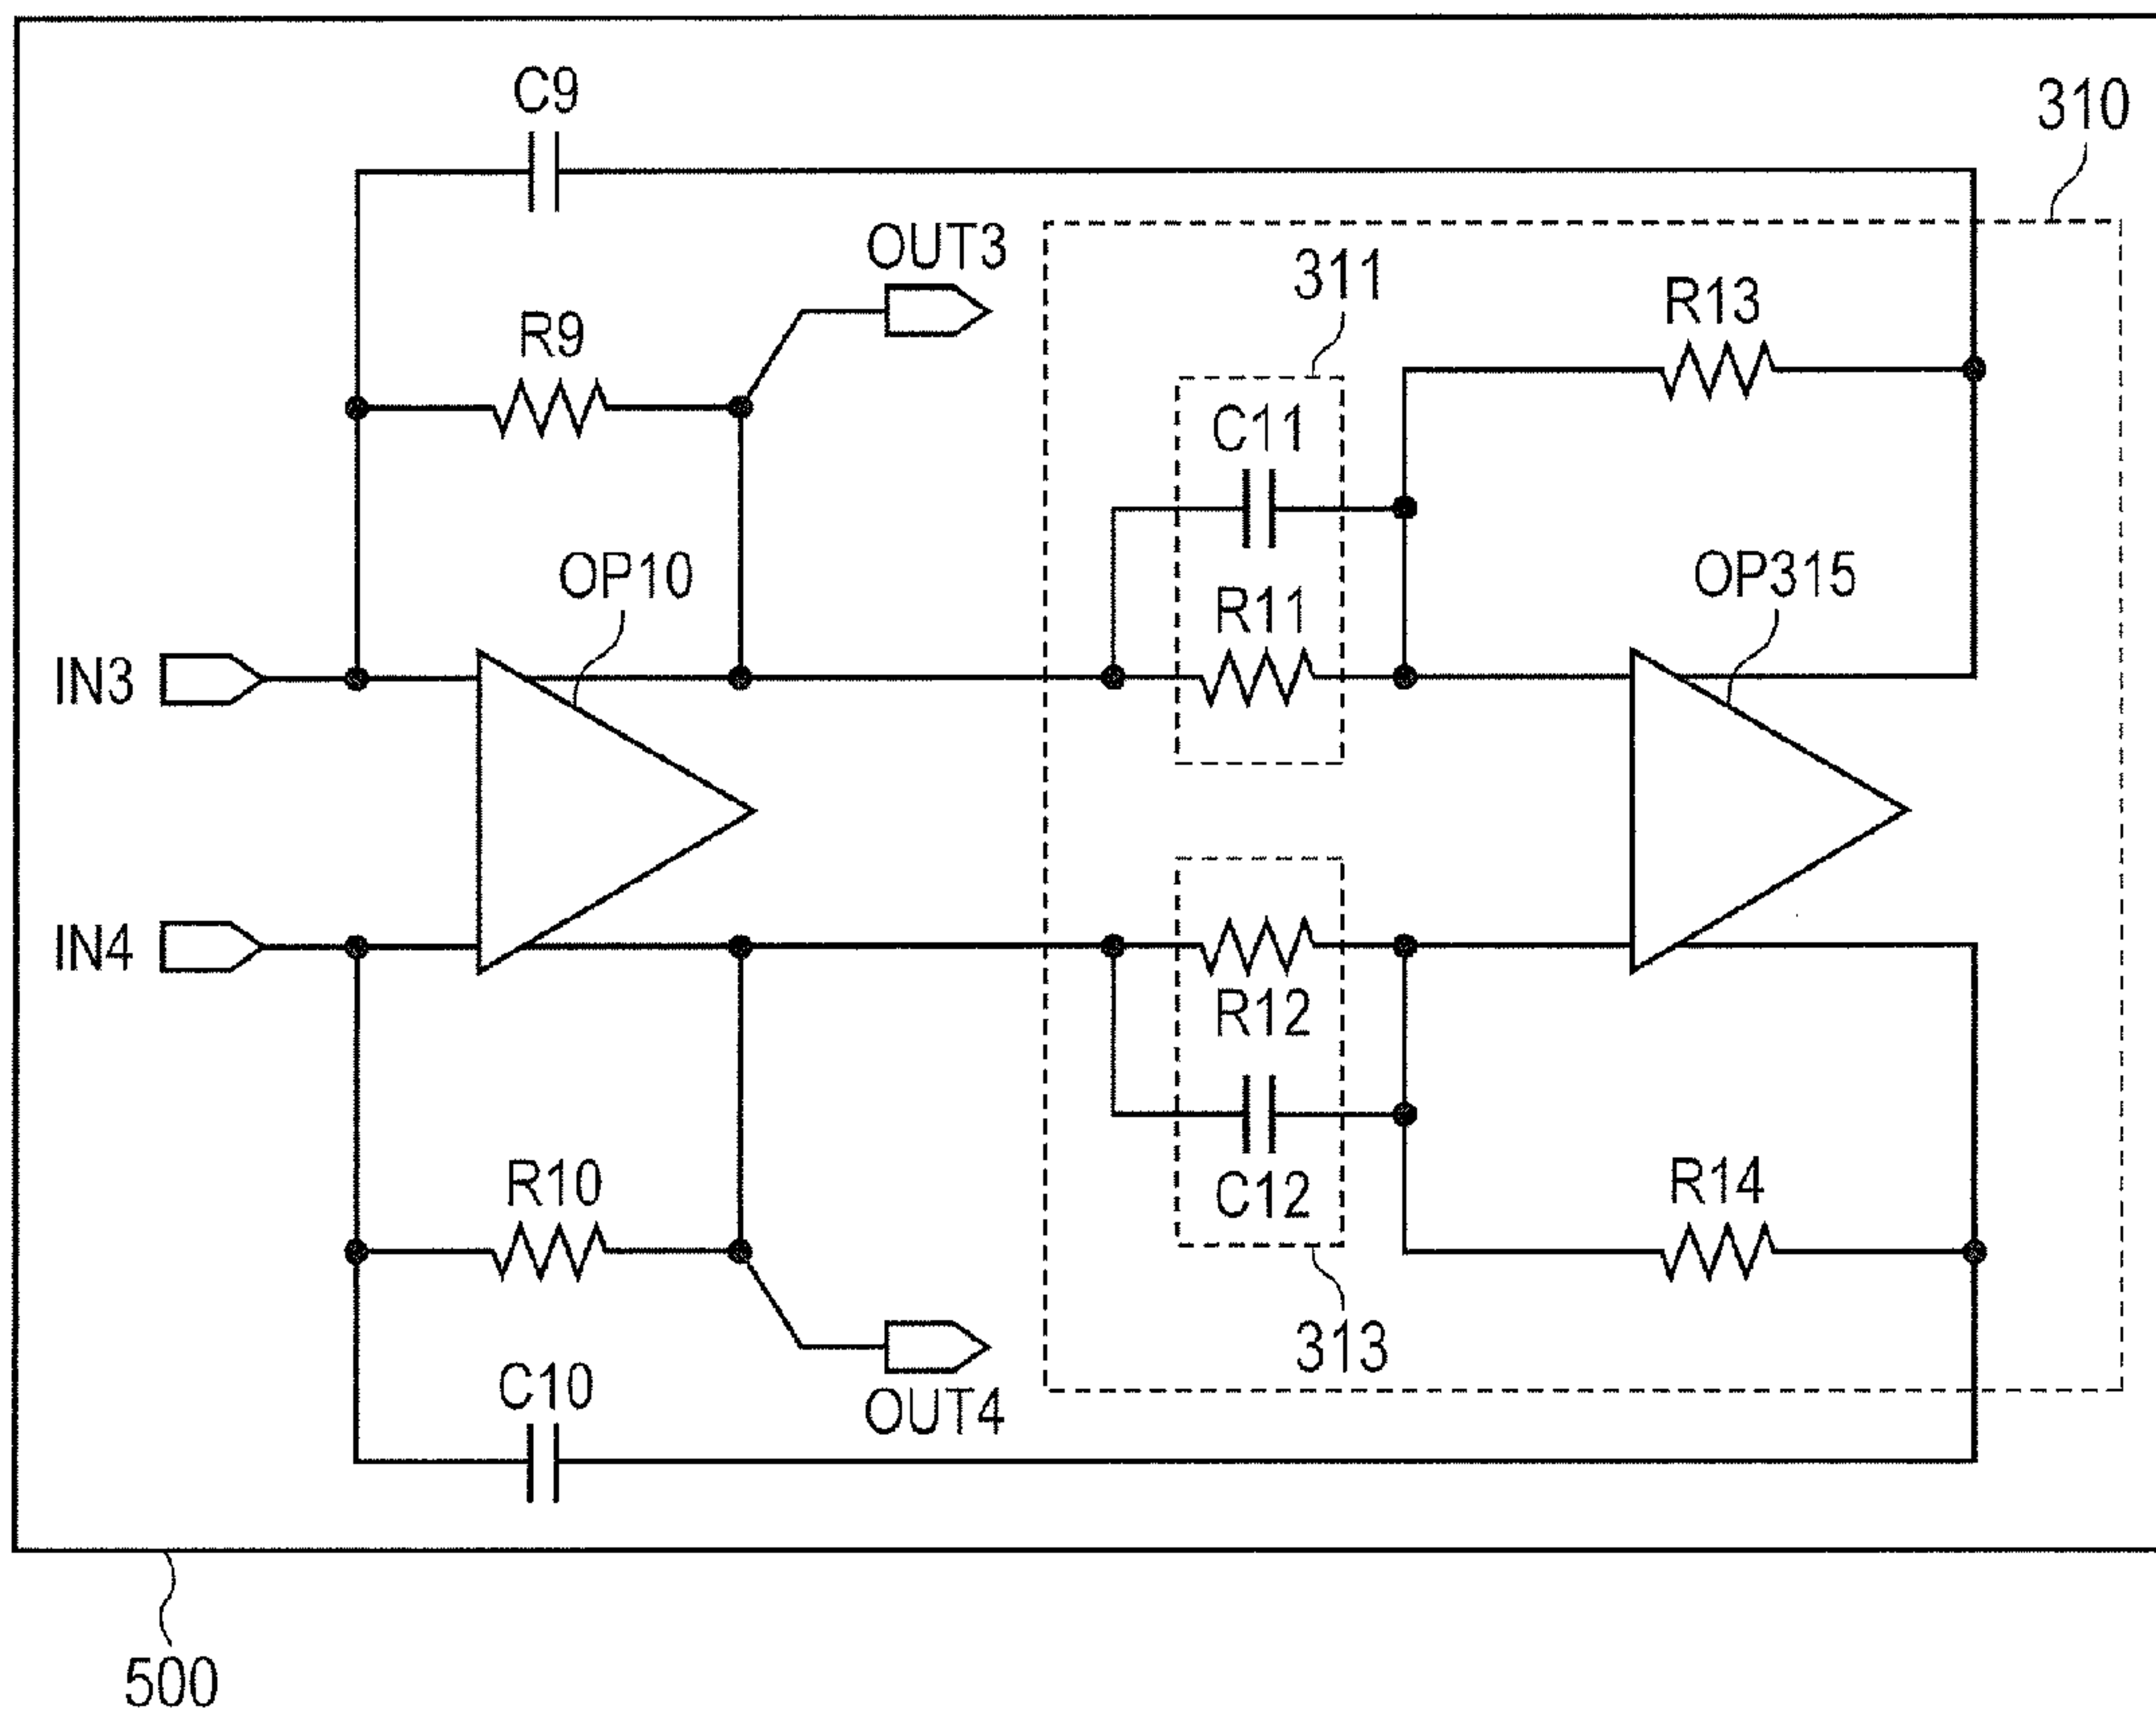 C9
310
OUT3
311
R13
R9
C11
OP10
OP315
R11
IN3
IN4
R12
R10
C12
R14
313
C10
OUT4
500